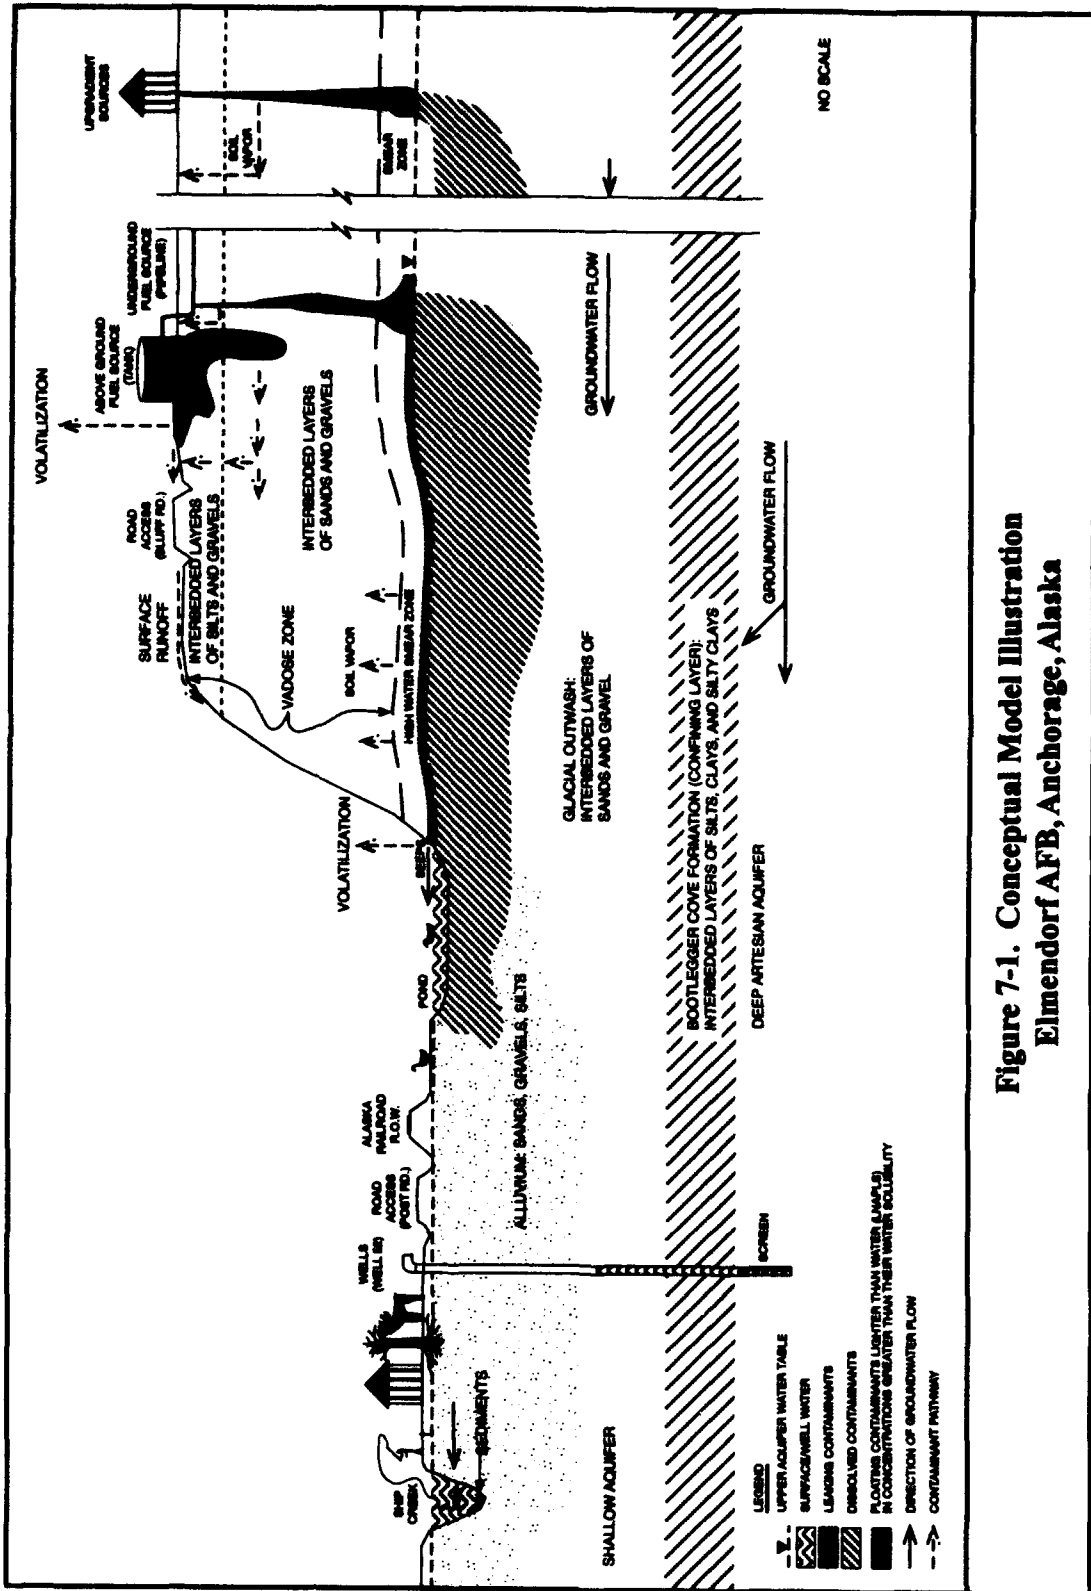 UPGRADIENT
SOURCES
SOIL
VAPOR
SMEAR
ZONE
NO SCALE
UNDERGROUND
FUEL SOURCE
(PIPELINE)
ABOVE GROUND
FUEL SOURCE
(TANK)
VOLATILIZATION
ROAD
ACCESS
(BLUFF RD.)
SURFACE
RUNOFF
INTERBEDDED LAYERS
OF SILTS AND GRAVELS
INTERBEDDED LAYERS
OF SANDS AND GRAVELS
VADOSE ZONE
SOIL VAPOR
HIGH WATER SMEAR ZONE
GROUNDWATER FLOW
GROUNDWATER FLOW
VOLATILIZATION
SEEP
POND
GLACIAL OUTWASH:
INTERBEDDED LAYERS OF
SANDS AND GRAVEL
BOOTLEGGER COVE FORMATION (CONFINING LAYER):
INTERBEDDED LAYERS OF SILTS, CLAYS, AND SILTY CLAYS
DEEP ARTESIAN AQUIFER
ALASKA
RAILROAD
R.O.W.
ROAD
ACCESS
(POST RD.)
WELLS
ALLUVIUM: SANDS, GRAVELS, SILTS
SCREEN
SHIP
CREEK
SEDIMENTS
SHALLOW AQUIFER
LEGEND
UPPER AQUIFER WATER TABLE
SURFACE/WELL WATER
LEAKING CONTAMINANTS
DISSOLVED CONTAMINANTS
FLOATING CONTAMINANTS LIGHTER THAN WATER (LNAPLS)
IN CONCENTRATIONS GREATER THAN THEIR WATER SOLUBILITY
DIRECTION OF GROUNDWATER FLOW
CONTAMINANT PATHWAY
Figure 7-1. Conceptual Model Illustration
Elmendorf AFB, Anchorage, Alaska